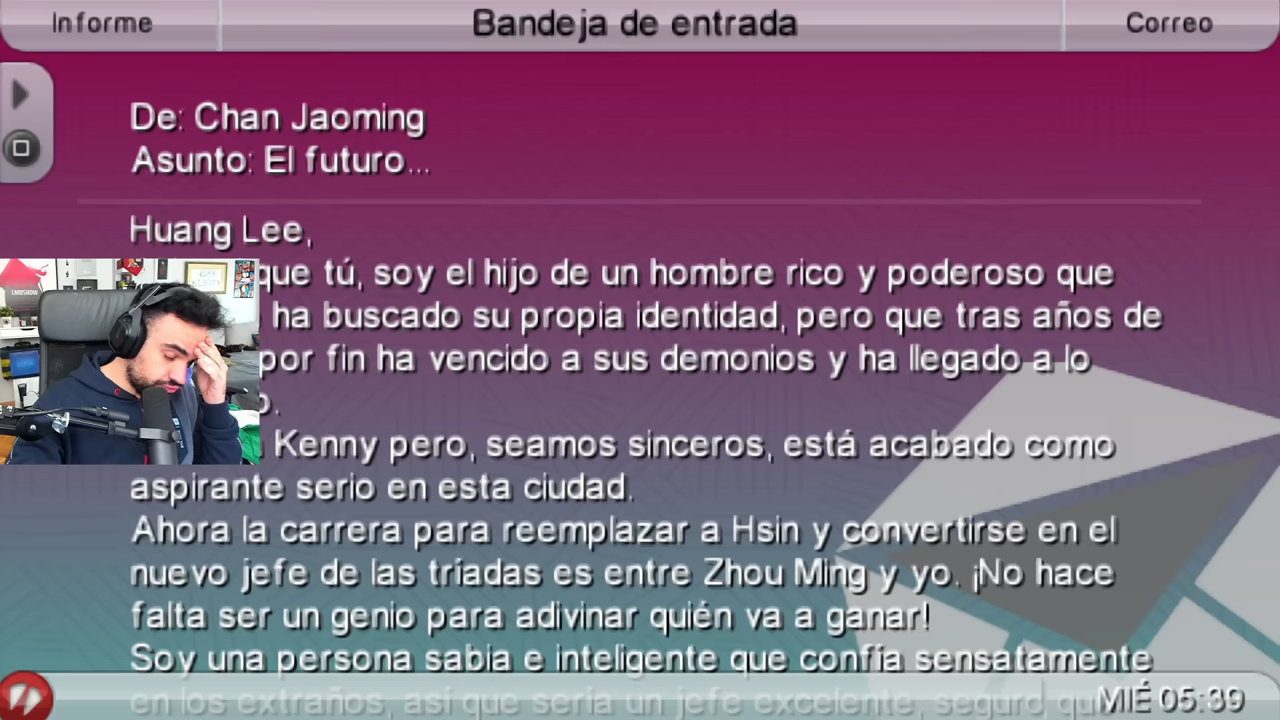 Informe
Bandeja de entrada
Correo
De: Chan Jaoming
Asunto: El futuro...
Huang Lee,
que tú, soy el hijo de un hombre rico y poderoso que
ha buscado su propia identidad, pero que tras años de
por fin ha vencido a sus demonios y ha llegado a lo
o.
Kenny pero, seamos sinceros, está acabado como
aspirante serio en esta ciudad.
Ahora la carrera para reemplazar a Hsin y convertirse en el
nuevo jefe de las tríadas es entre Zhou Ming y yo. ¡No hace
falta ser un genio para adivinar quién va a ganar!
Soy una persona sabia e inteligente que confía sensatamente
en los extraños, así que sería un jefe excelente, seguro
MIÉ 05:39